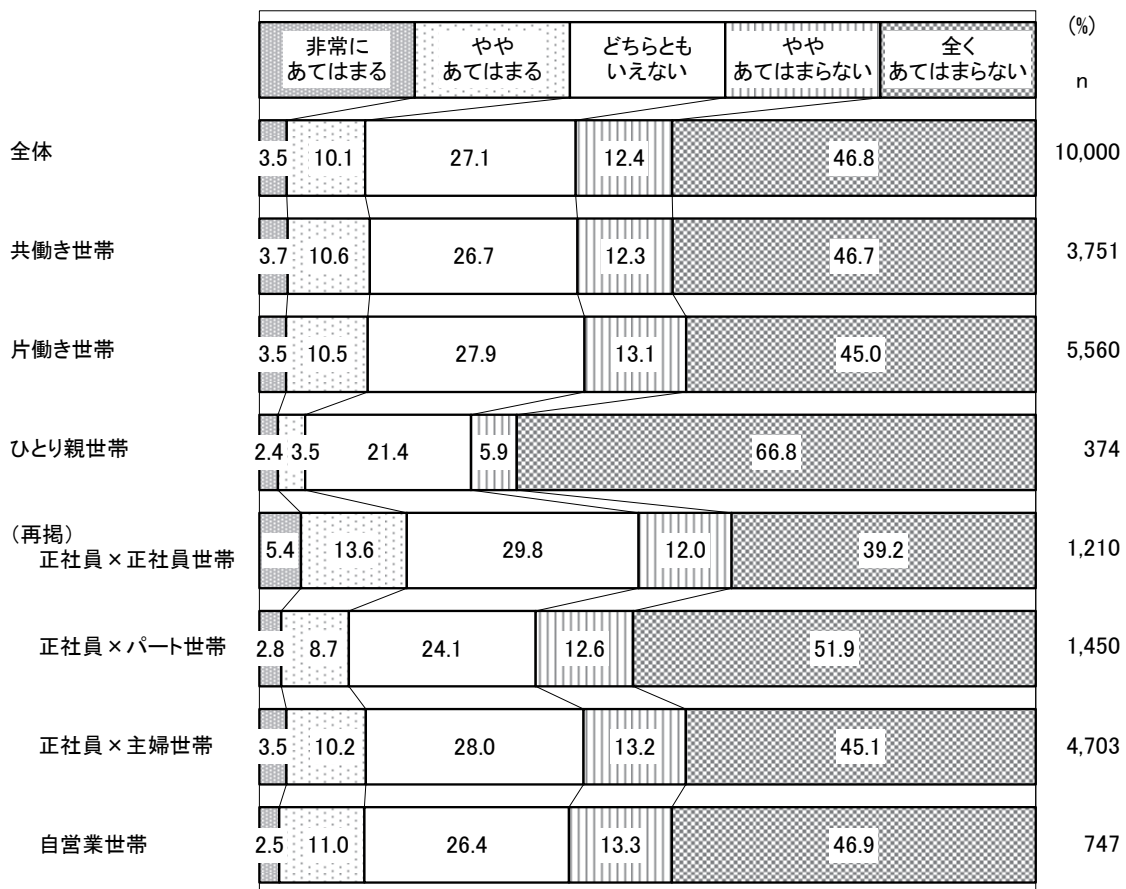 (%)
非常に
あてはまる
やや
あてはまる
どちらとも
いえない
やや
あてはまらない
全く
あてはまらない
n
全体
3.5 10.1 27.1 12.4 46.8 10,000
共働き世帯
3.7 10.6 26.7 12.3 46.7 3,751
片働き世帯
3.5 10.5 27.9 13.1 45.0 5,560
ひとり親世帯
2.4 3.5 21.4 5.9 66.8 374
（再掲）
正社員×正社員世帯
5.4 13.6 29.8 12.0 39.2 1,210
正社員×パート世帯
2.8 8.7 24.1 12.6 51.9 1,450
正社員×主婦世帯
3.5 10.2 28.0 13.2 45.1 4,703
自営業世帯
2.5 11.0 26.4 13.3 46.9 747